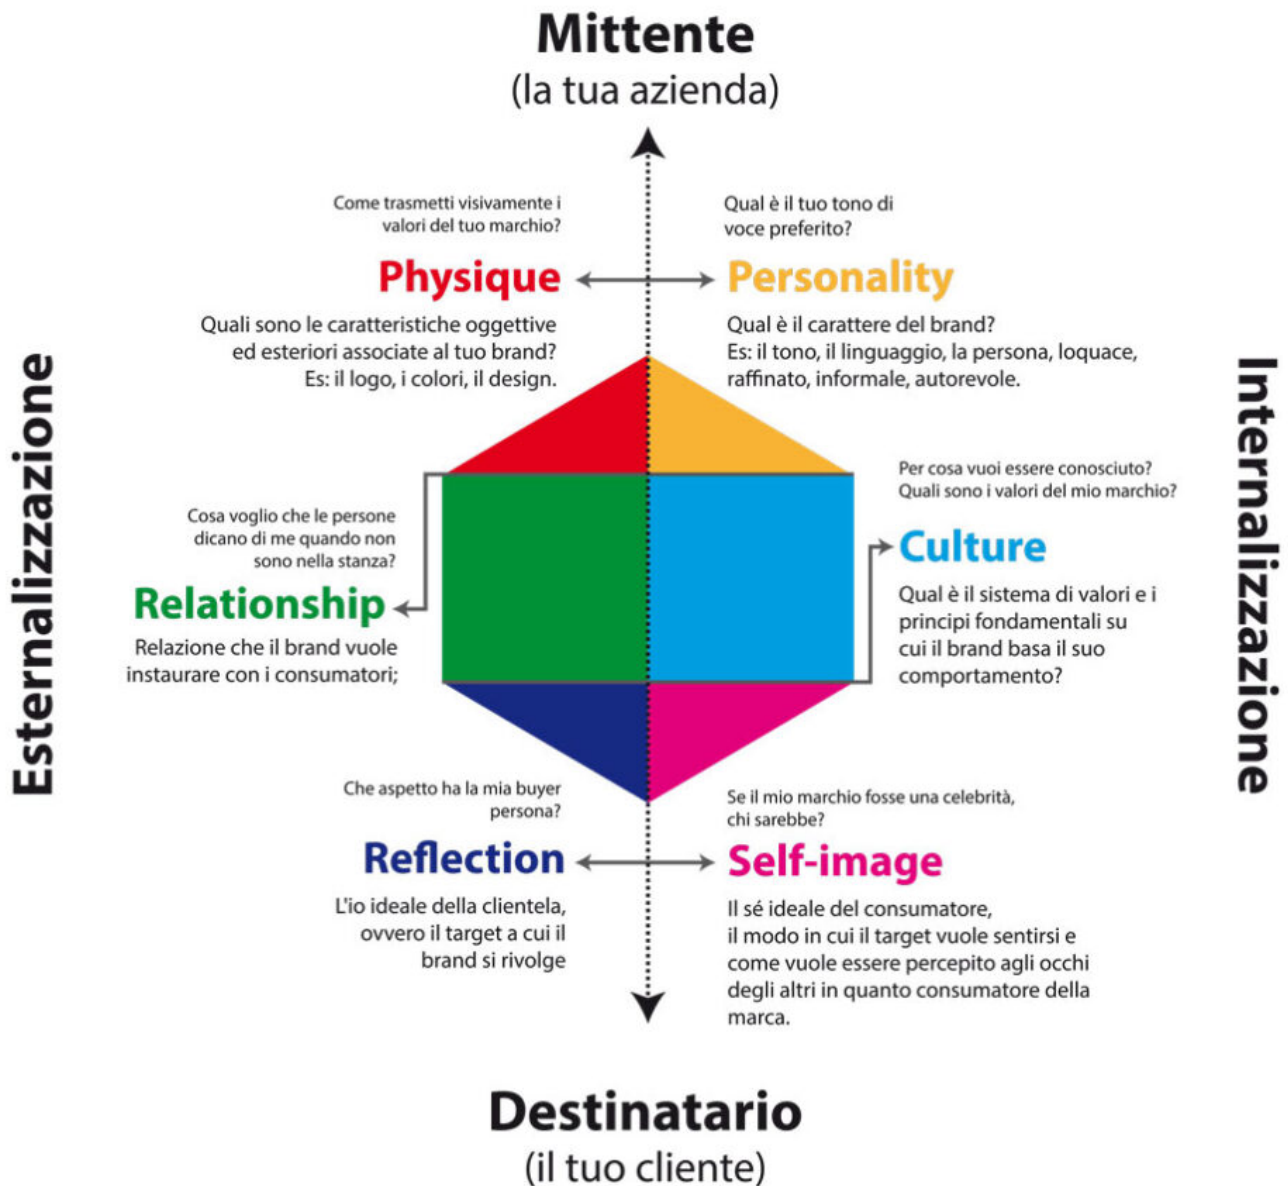 Mittente
(la tua azienda)
Come trasmetti visivamente i
valori del tuo marchio?
Physique
Quali sono le caratteristiche oggettive
ed esteriori associate al tuo brand?
Es: il logo, i colori, il design.
Qual è il tuo tono di
voce preferito?
Personality
Qual è il carattere del brand?
Es: il tono, il linguaggio, la persona, loquace,
raffinato, informale, autorevole.
Esternalizzazione
Cosa voglio che le persone
dicano di me quando non
sono nella stanza?
Relationship
Relazione che il brand vuole
instaurare con i consumatori;
Per cosa vuoi essere conosciuto?
Quali sono i valori del mio marchio?
Culture
Qual è il sistema di valori e i
principi fondamentali su
cui il brand basa il suo
comportamento?
Internalizzazione
Che aspetto ha la mia buyer
persona?
Reflection
L'io ideale della clientela,
ovvero il target a cui il
brand si rivolge
Se il mio marchio fosse una celebrità,
chi sarebbe?
Self-image
Il sé ideale del consumatore,
il modo in cui il target vuole sentirsi e
come vuole essere percepito agli occhi
degli altri in quanto consumatore della
marca.
Destinatario
(il tuo cliente)